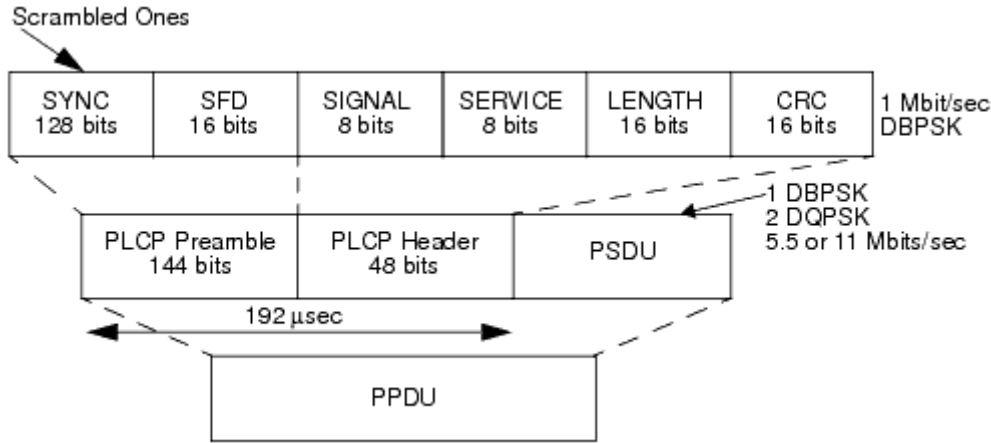 Scrambled Ones
SYNC
128 bits
SFD
16 bits
SIGNAL
8 bits
SERVICE
8 bits
LENGTH
16 bits
CRC
16 bits
1 Mbit/sec
DBPSK
PLCP Preamble
144 bits
PLCP Header
48 bits
PSDU
1 DBPSK
2 DQPSK
5.5 or 11 Mbits/sec
192 μsec
PPDU